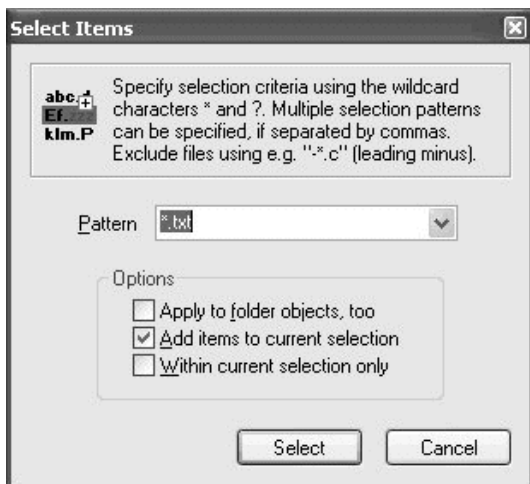 Select Items
Specify selection criteria using the wildcard
characters * and ?. Multiple selection patterns
can be specified, if separated by commas.
Exclude files using e.g. "-*.c" (leading minus).
abc.
Ef.zzz
klm.P
Pattern *.txt
Options
Apply to folder objects, too
Add items to current selection
Within current selection only
Select Cancel